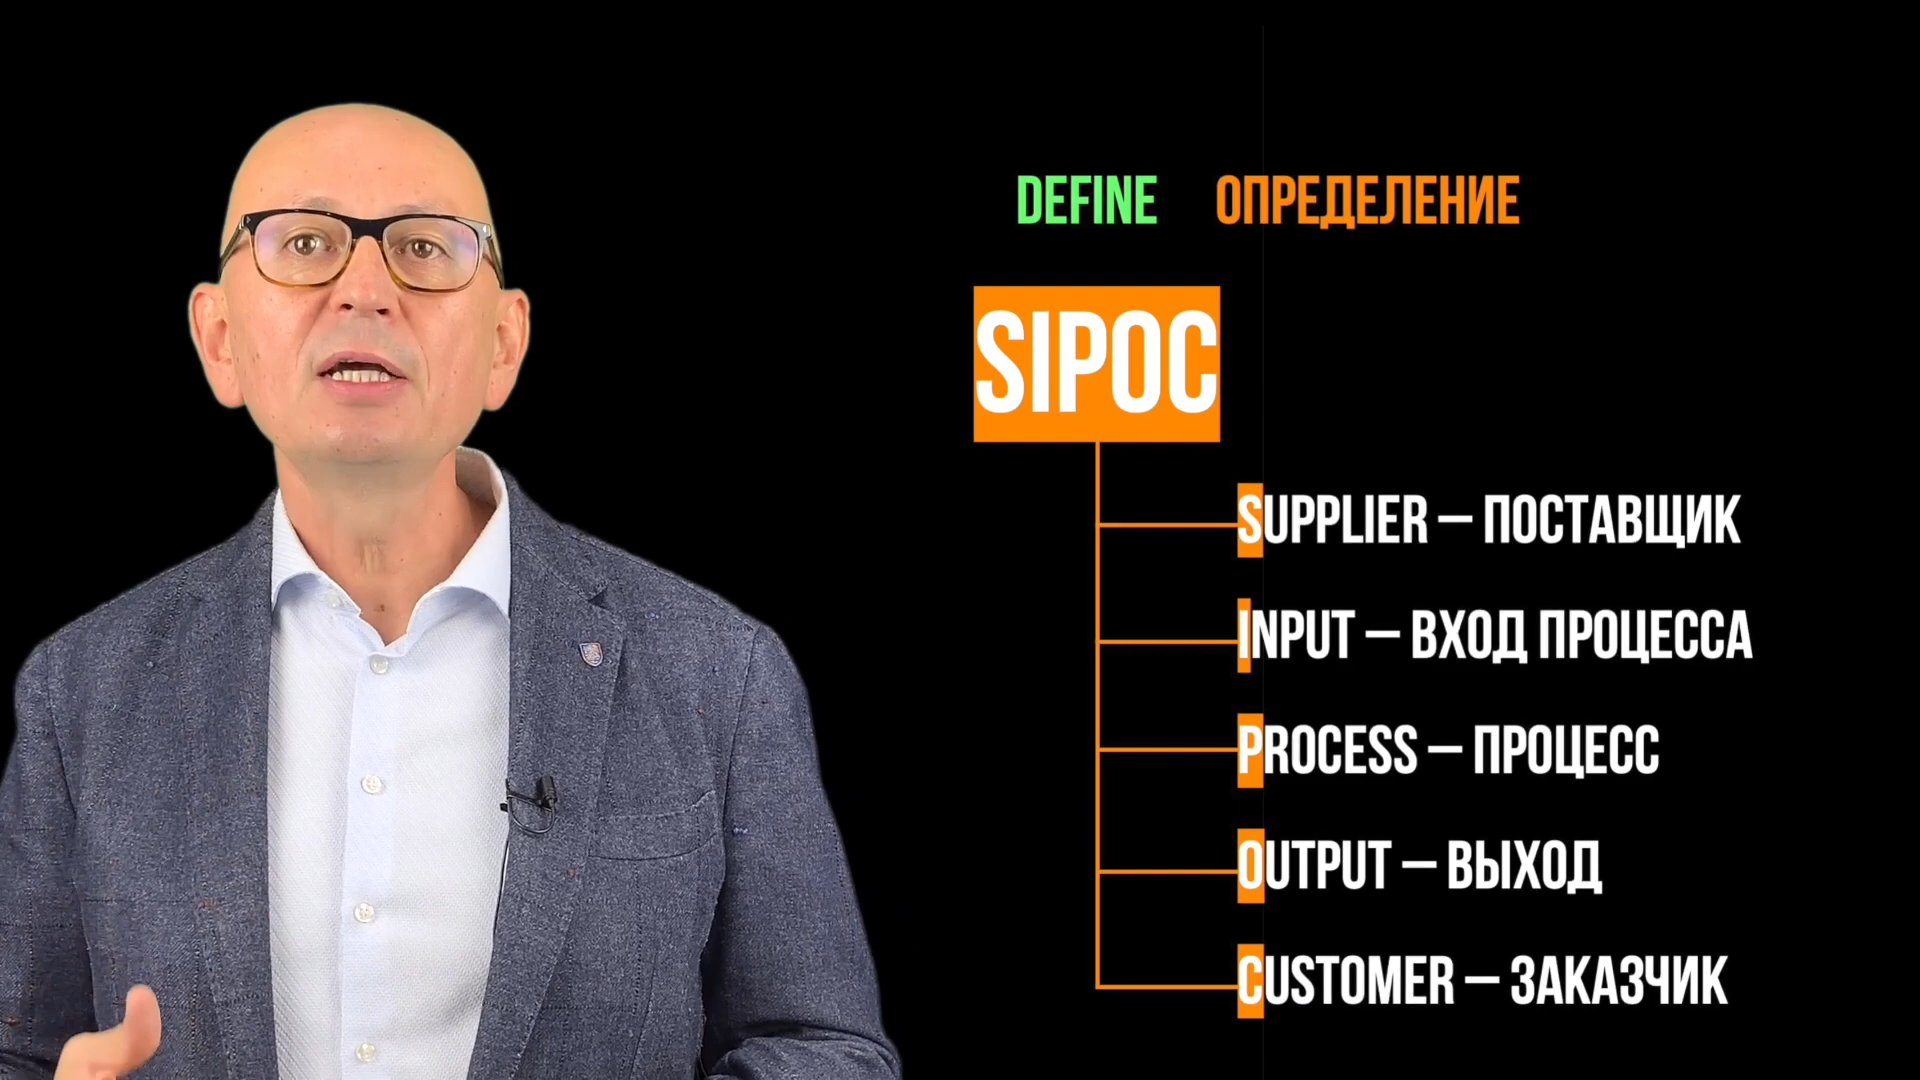 DEFINE ОПРЕДЕЛЕНИЕ
SIPOC
SUPPLIER – ПОСТАВЩИК
INPUT – ВХОД ПРОЦЕССА
PROCESS – ПРОЦЕСС
OUTPUT – ВЫХОД
CUSTOMER – ЗАКАЗЧИК